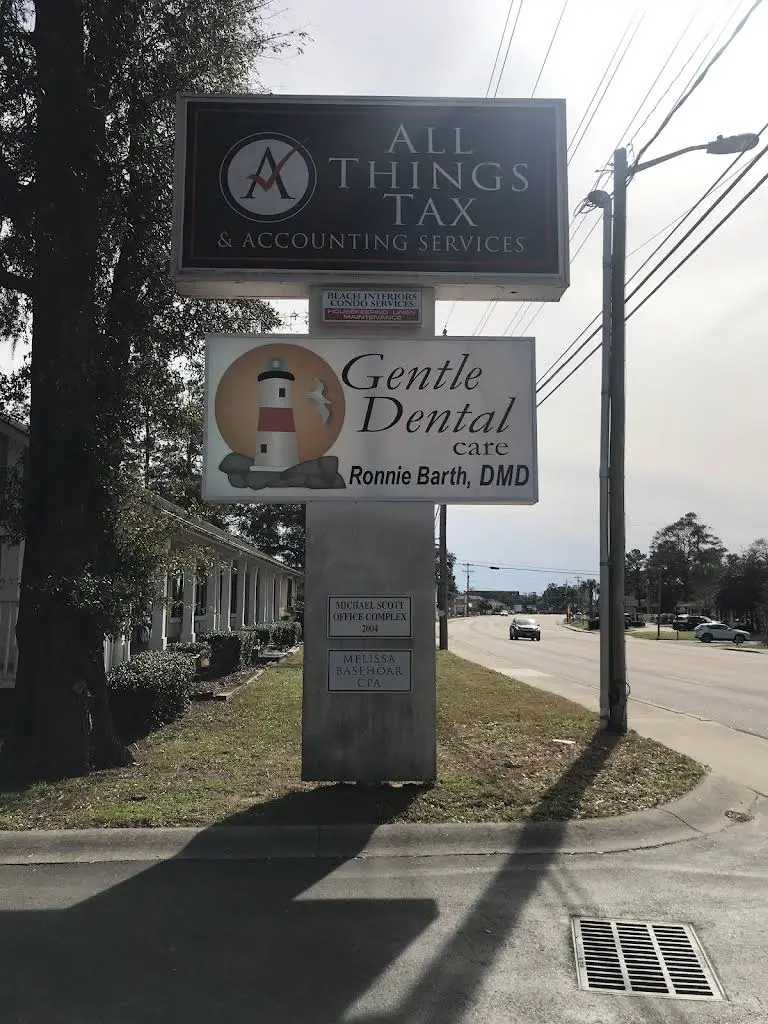 A
ALL
THINGS
TAX
& ACCOUNTING SERVICES
BEACH INTERIORS
CONDO SERVICES
HOUSEKEEPING LINEN
MAINTENANCE
Gentle
Dental
care
Ronnie Barth, DMD
MICHAEL SCOTT
OFFICE COMPLEX
2004
MELISSA
BASEHOAR
CPA